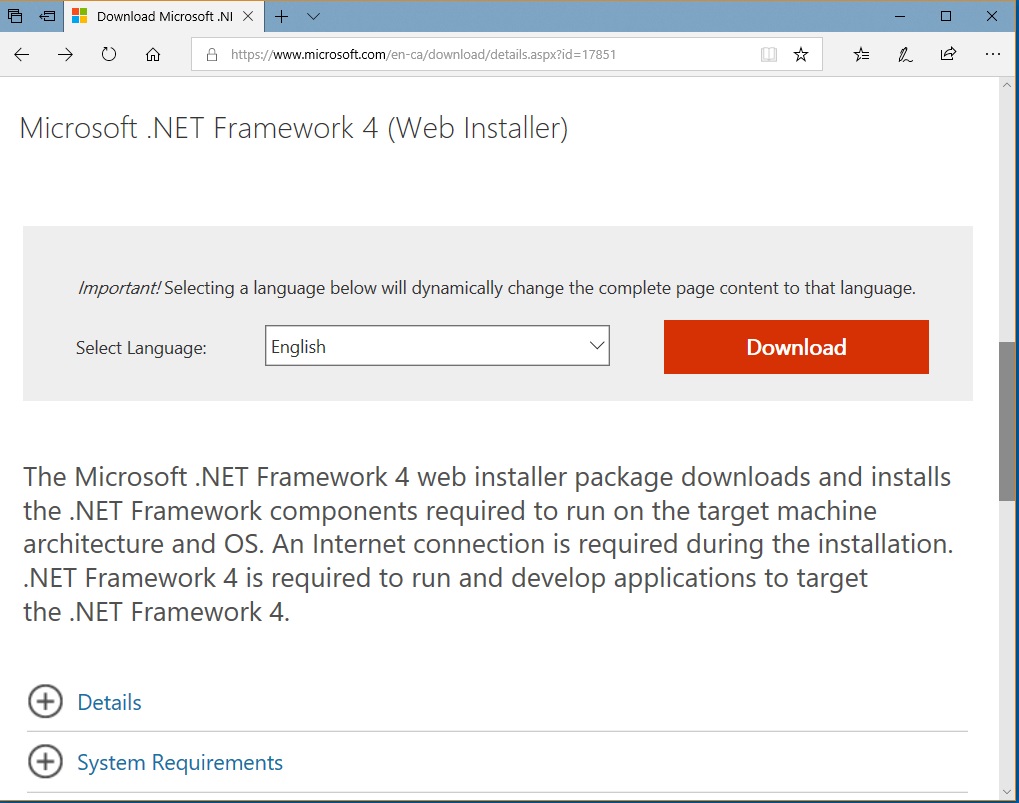 Download Microsoft .NI
https://www.microsoft.com/en-ca/download/details.aspx?id=17851
Microsoft .NET Framework 4 (Web Installer)
Important! Selecting a language below will dynamically change the complete page content to that language.
Select Language: English Download
The Microsoft .NET Framework 4 web installer package downloads and installs
the .NET Framework components required to run on the target machine
architecture and OS. An Internet connection is required during the installation.
.NET Framework 4 is required to run and develop applications to target
the .NET Framework 4.
Details
System Requirements